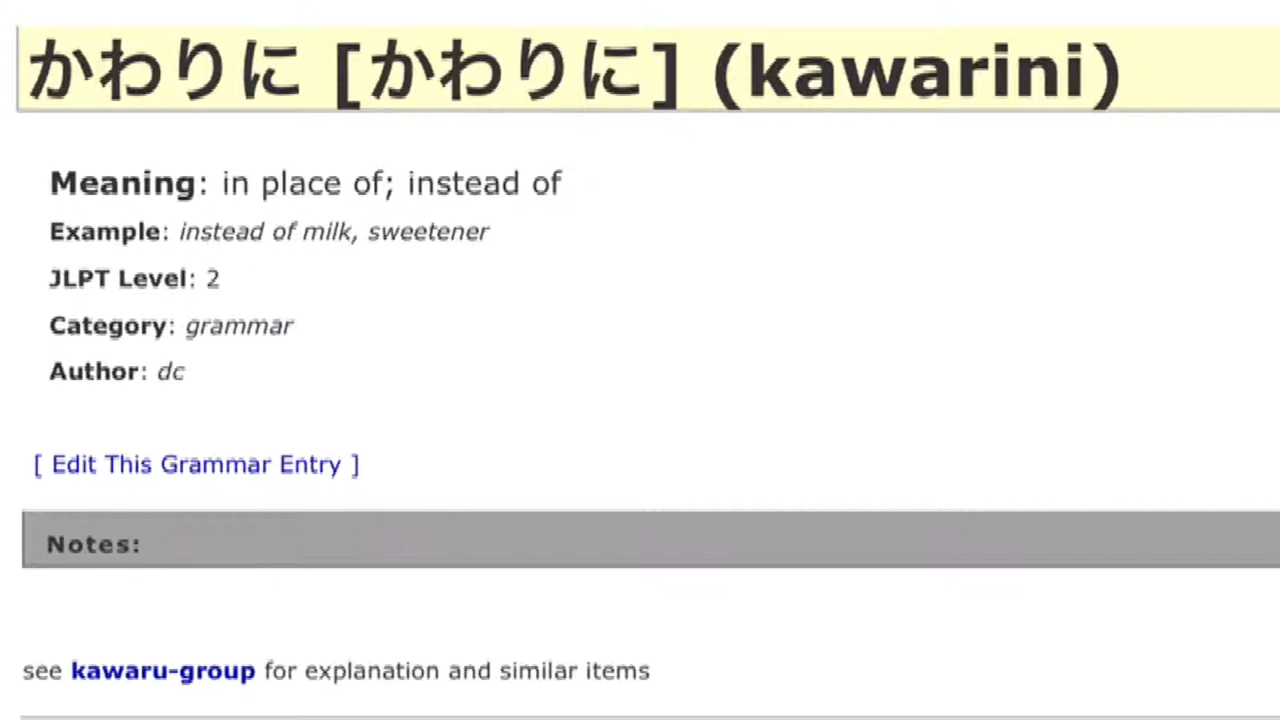 かわりに [かわりに] (kawarini)
Meaning: in place of; instead of
Example: instead of milk, sweetener
JLPT Level: 2
Category: grammar
Author: dc
[ Edit This Grammar Entry ]
Notes:
see kawaru-group for explanation and similar items